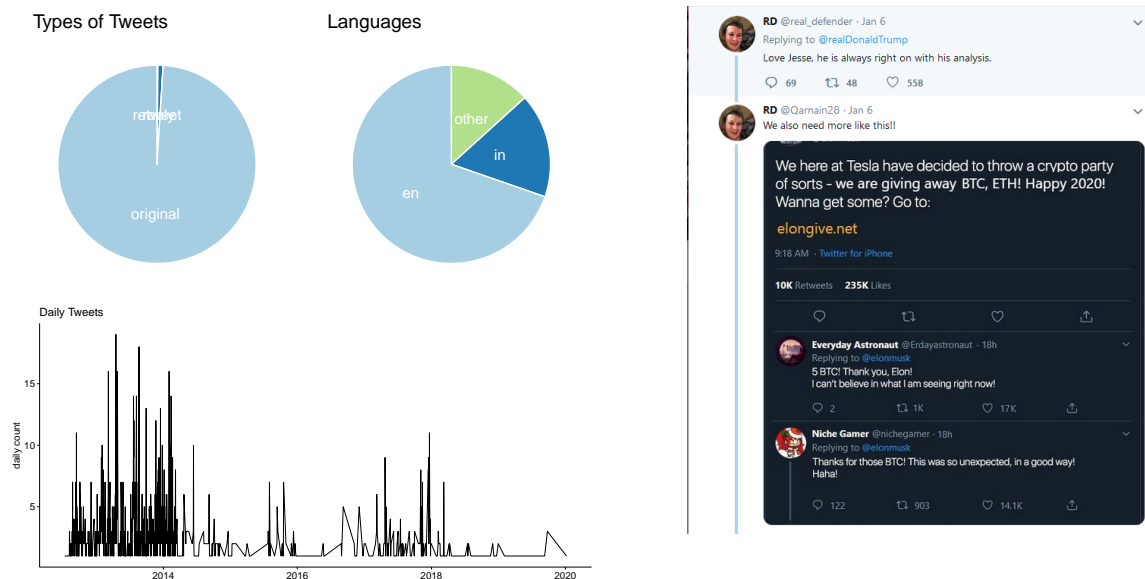 Types of Tweets
original
Languages
other
in
en
Daily Tweets
daily count
15
10
5
2014
2016
2018
2020
RD @real_defender · Jan 6
Replying to @realDonaldTrump
Love Jesse, he is always right on with his analysis.
69 48 558
RD @Qarnain28 · Jan 6
We also need more like this!!
We here at Tesla have decided to throw a crypto party
of sorts - we are giving away BTC, ETH! Happy 2020!
Wanna get some? Go to:
elongive.net
9:18 AM · Twitter for iPhone
10K Retweets 235K Likes
Everyday Astronaut @Erdayastronaut · 18h
Replying to @elonmusk
5 BTC! Thank you, Elon!
I can't believe in what I am seeing right now!
2 1K 17K
Niche Gamer @nichegamer · 18h
Replying to @elonmusk
Thanks for those BTC! This was so unexpected, in a good way!
Haha!
122 903 14.1K